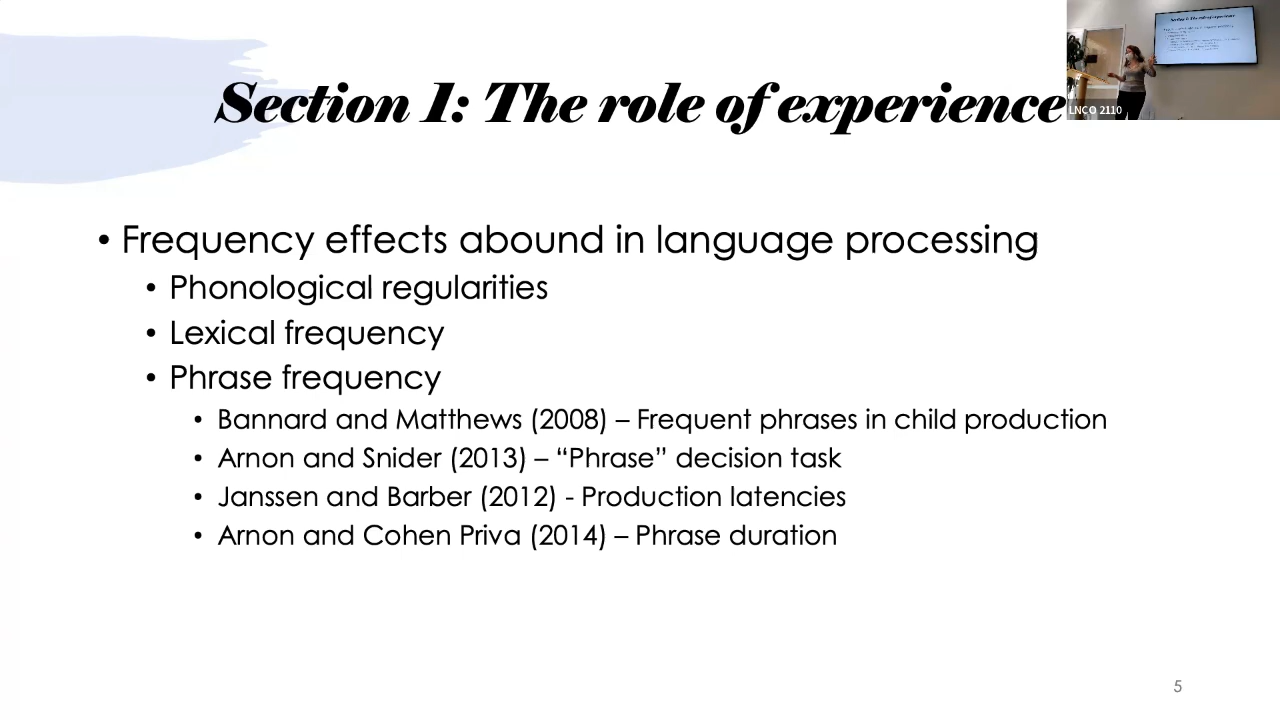 Section 1: The role of experience
LNCO 2110
• Frequency effects abound in language processing
• Phonological regularities
• Lexical frequency
• Phrase frequency
• Bannard and Matthews (2008) – Frequent phrases in child production
• Arnon and Snider (2013) – “Phrase” decision task
• Janssen and Barber (2012) - Production latencies
• Arnon and Cohen Priva (2014) – Phrase duration
5